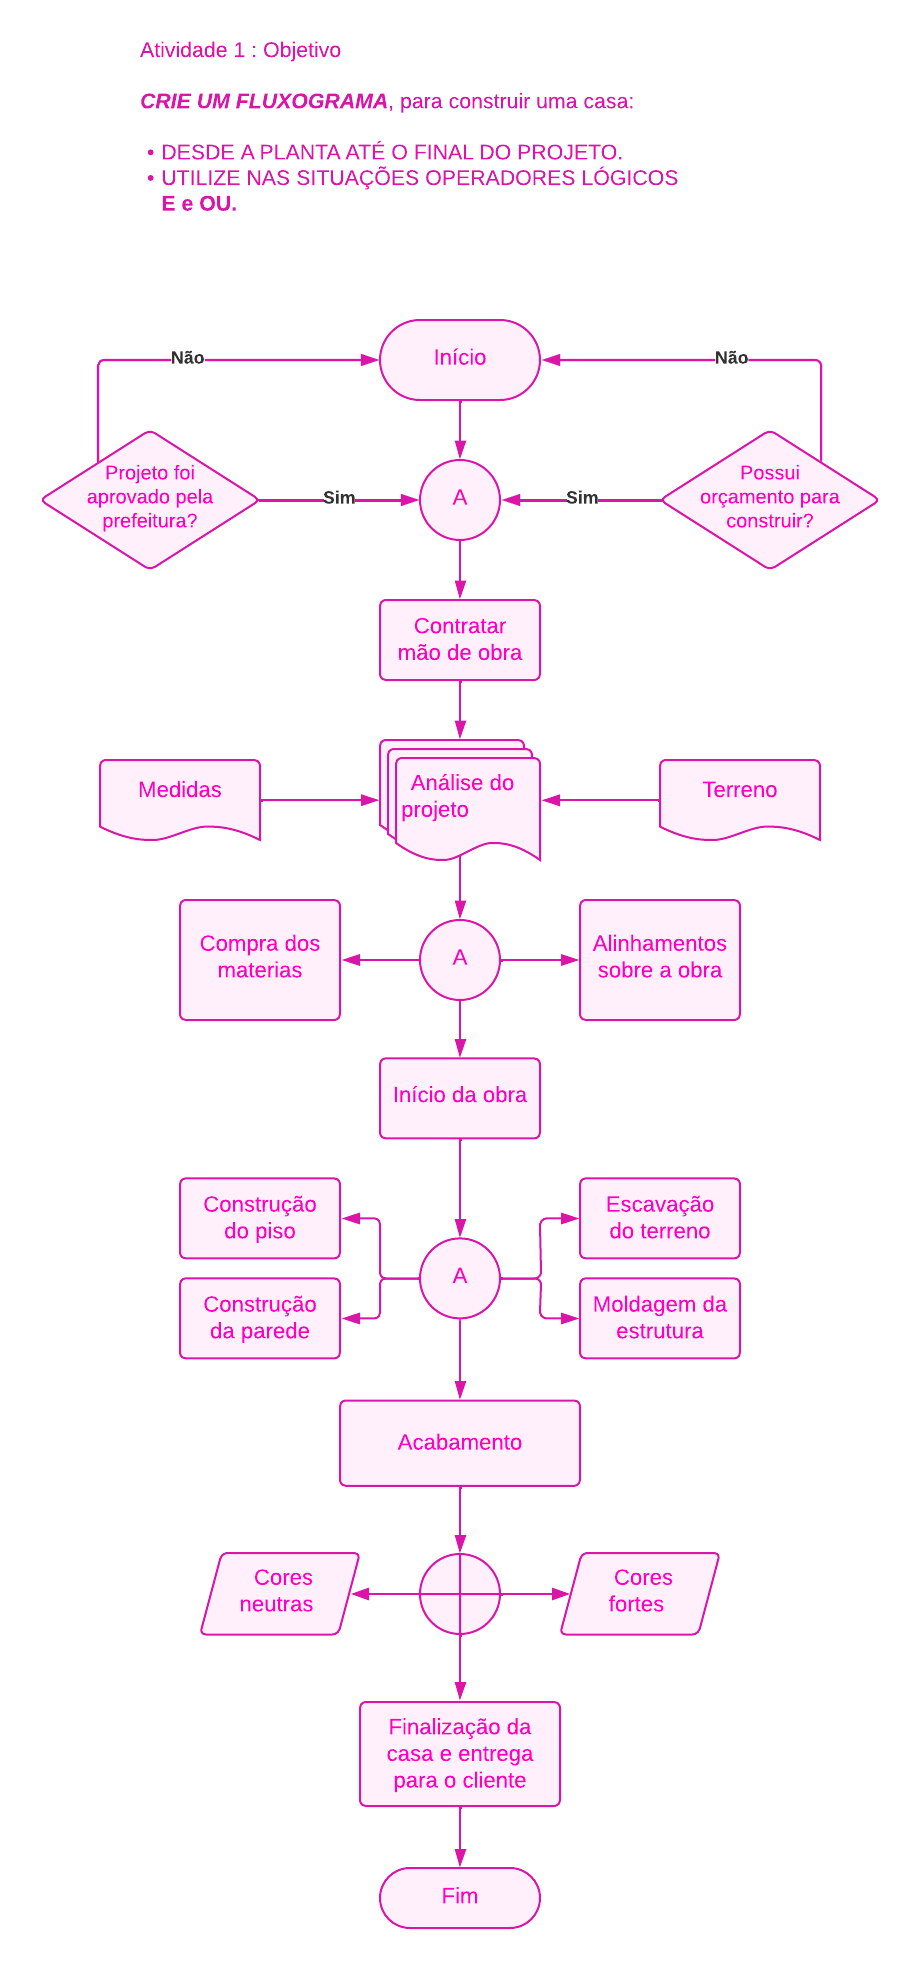 Atividade 1 : Objetivo
CRIE UM FLUXOGRAMA, para construir uma casa:
• DESDE A PLANTA ATÉ O FINAL DO PROJETO.
• UTILIZE NAS SITUAÇÕES OPERADORES LÓGICOS
E e OU.
Não
Início
Não
Projeto foi
aprovado pela
prefeitura?
Sim
A
Sim
Possui
orçamento para
construir?
Contratar
mão de obra
Medidas
Análise do
projeto
Terreno
Compra dos
materias
A
Alinhamentos
sobre a obra
Início da obra
Construção
do piso
Escavação
do terreno
A
Construção
da parede
Moldagem da
estrutura
Acabamento
Cores
neutras
Cores
fortes
Finalização da
casa e entrega
para o cliente
Fim